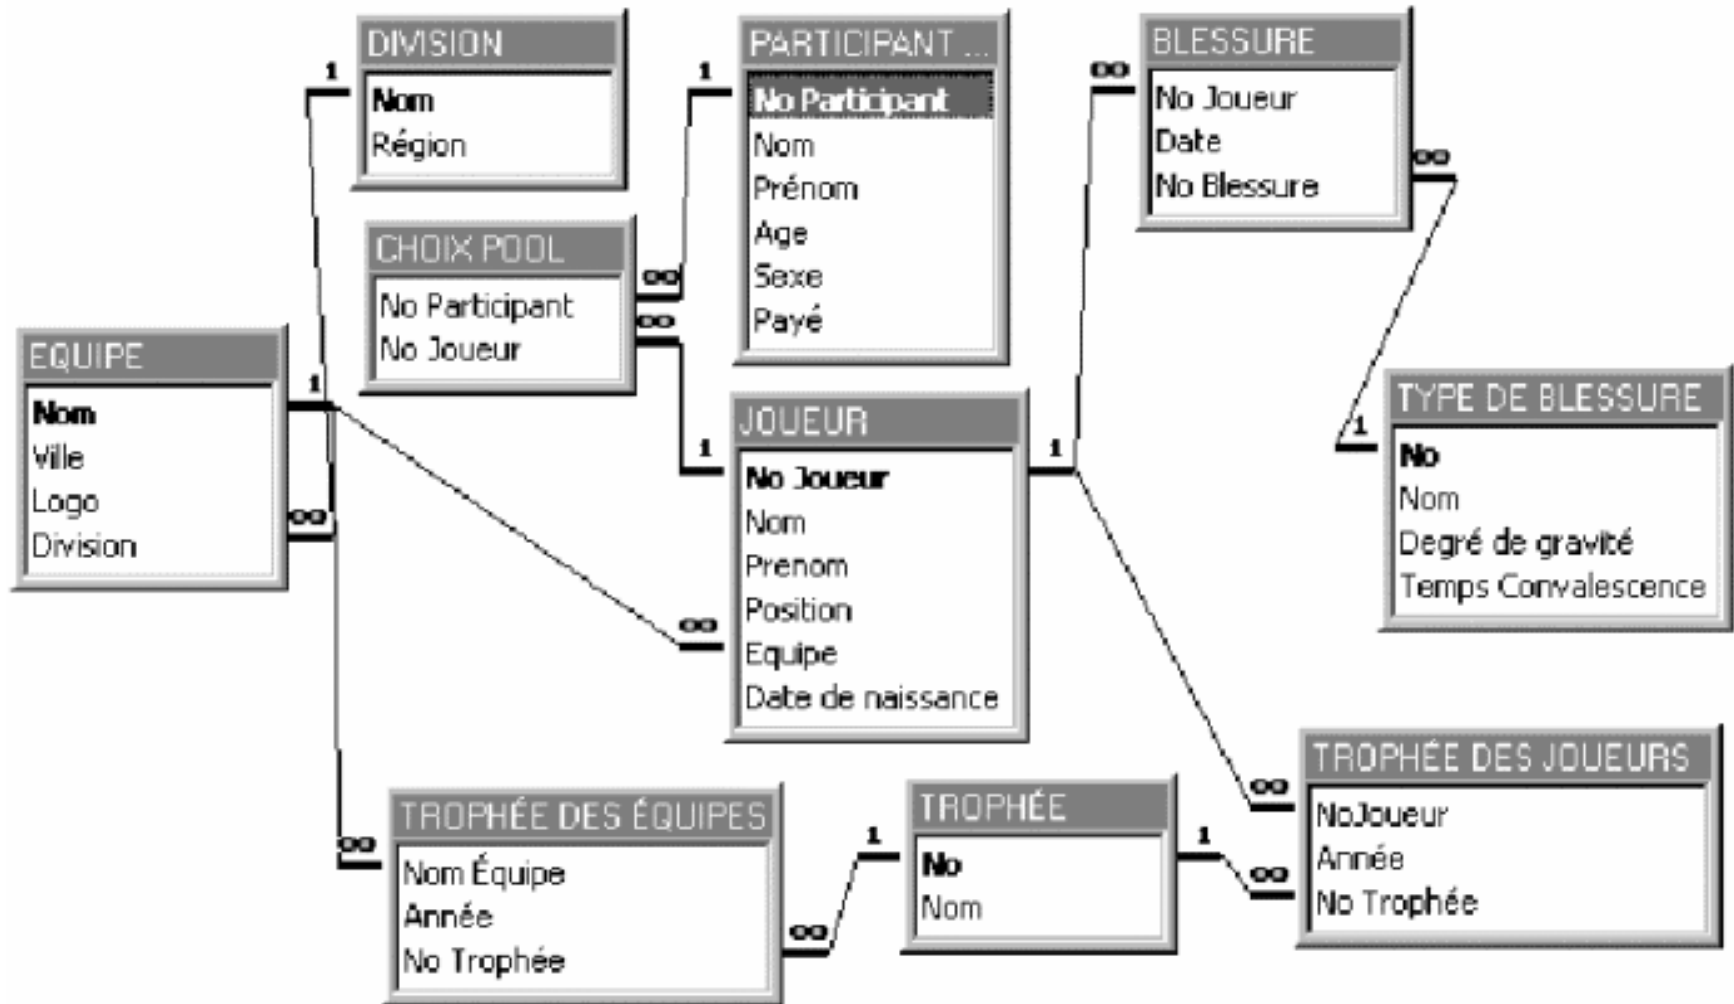 DIVISION
Nom
Région
PARTICIPANT ...
No Participant
Nom
Prénom
Age
Sexe
Payé
BLESSURE
No Joueur
Date
No Blessure
CHOIX POOL
No Participant
No Joueur
EQUIPE
Nom
Ville
Logo
Division
JOUEUR
No Joueur
Nom
Prenom
Position
Equipe
Date de naissance
TYPE DE BLESSURE
No
Nom
Degré de gravité
Temps Convalescence
TROPHÉE DES ÉQUIPES
Nom Équipe
Année
No Trophée
TROPHÉE
No
Nom
TROPHÉE DES JOUEURS
NoJoueur
Année
No Trophée
1
∞
1
∞
1
∞
1
∞
1
∞
∞
1
∞
∞
1
∞
1
∞